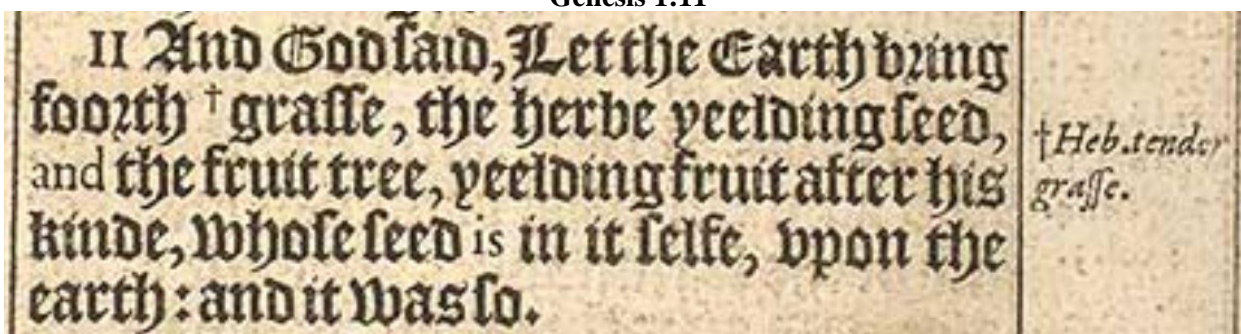 Genesis 1:11
11 And God ſaid, Let the Earth bꝛing
fooꝛth † graſſe, the herbe yeelding ſeed,
and the fruit tree, yeelding fruit after his
kinde, whoſe ſeed is in it ſelfe, vpon the
earth: and it was ſo.
†Heb. tender
graſſe.